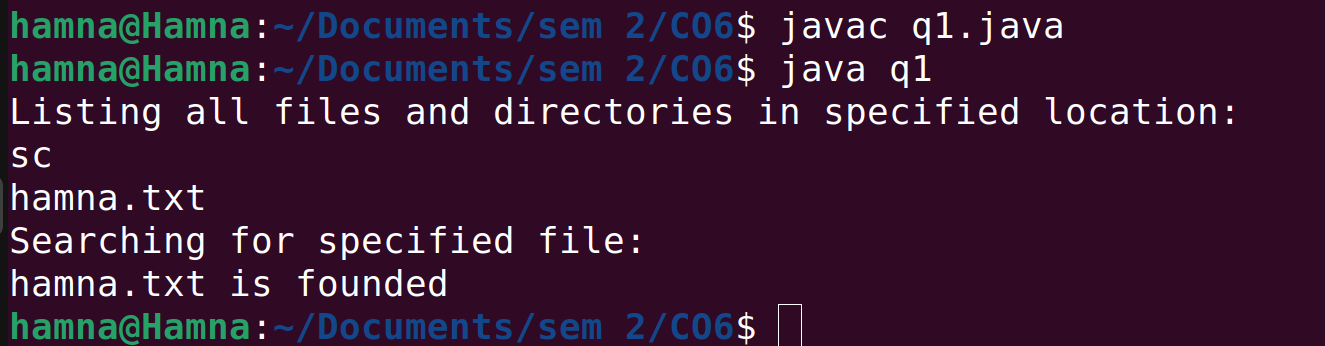 hamna@Hamna:~/Documents/sem 2/CO6$ javac q1.java
hamna@Hamna:~/Documents/sem 2/CO6$ java q1
Listing all files and directories in specified location:
sc
hamna.txt
Searching for specified file:
hamna.txt is founded
hamna@Hamna:~/Documents/sem 2/CO6$